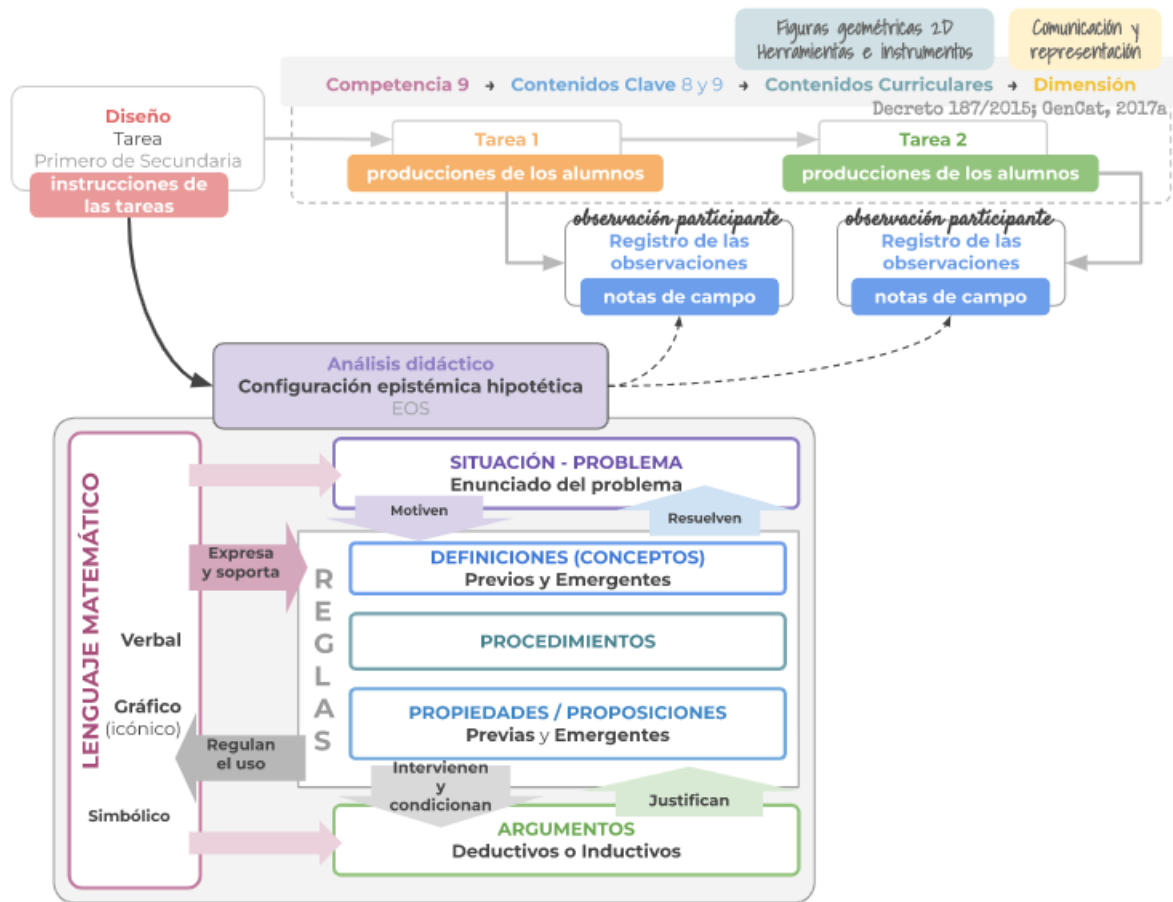 Figuras geométricas 2D
Herramientas e instrumentos
Comunicación y
representación
Competencia 9 → Contenidos Clave 8 y 9 → Contenidos Curriculares → Dimensión
Decreto 187/2015; GenCat, 2017a
Diseño
Tarea
Primero de Secundaria
instrucciones de
las tareas
Tarea 1
producciones de los alumnos
Tarea 2
producciones de los alumnos
observación participante
Registro de las
observaciones
notas de campo
observación participante
Registro de las
observaciones
notas de campo
Análisis didáctico
Configuración epistémica hipotética
EOS
LENGUAJE MATEMÁTICO
Verbal
Gráfico
(icónico)
Simbólico
Expresa
y soporta
Regulan
el uso
SITUACIÓN - PROBLEMA
Enunciado del problema
Motiven
Resuelven
REGLAS
DEFINICIONES (CONCEPTOS)
Previos y Emergentes
PROCEDIMIENTOS
PROPIEDADES / PROPOSICIONES
Previas y Emergentes
Intervienen
y
condicionan
Justifican
ARGUMENTOS
Deductivos o Inductivos